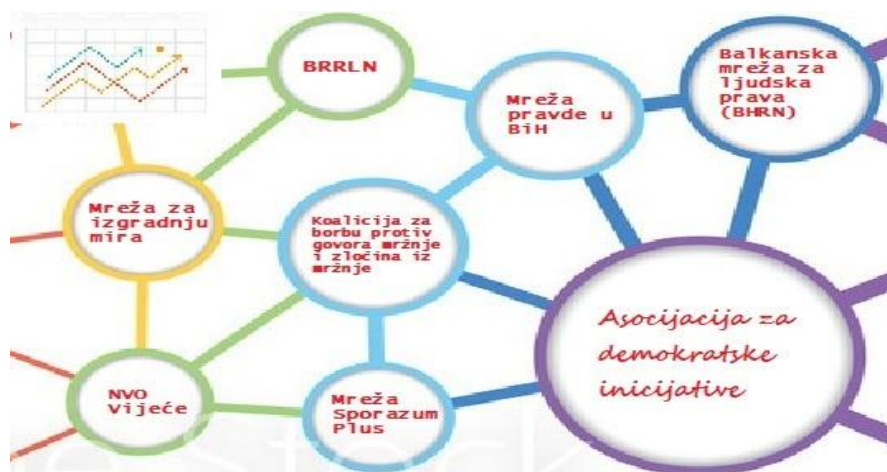 BRRLN
Mreža
pravde u
BiH
Balkanska
mreža za
ljudska
prava
(BHRN)
Mreža za
izgradnju
mira
Koalicija za
borbu protiv
govora mržnje
i zločina iz
mržnje
Asocijacija za
demokratske
inicijative
NVO
Vijeće
Mreža
Sporazum
Plus